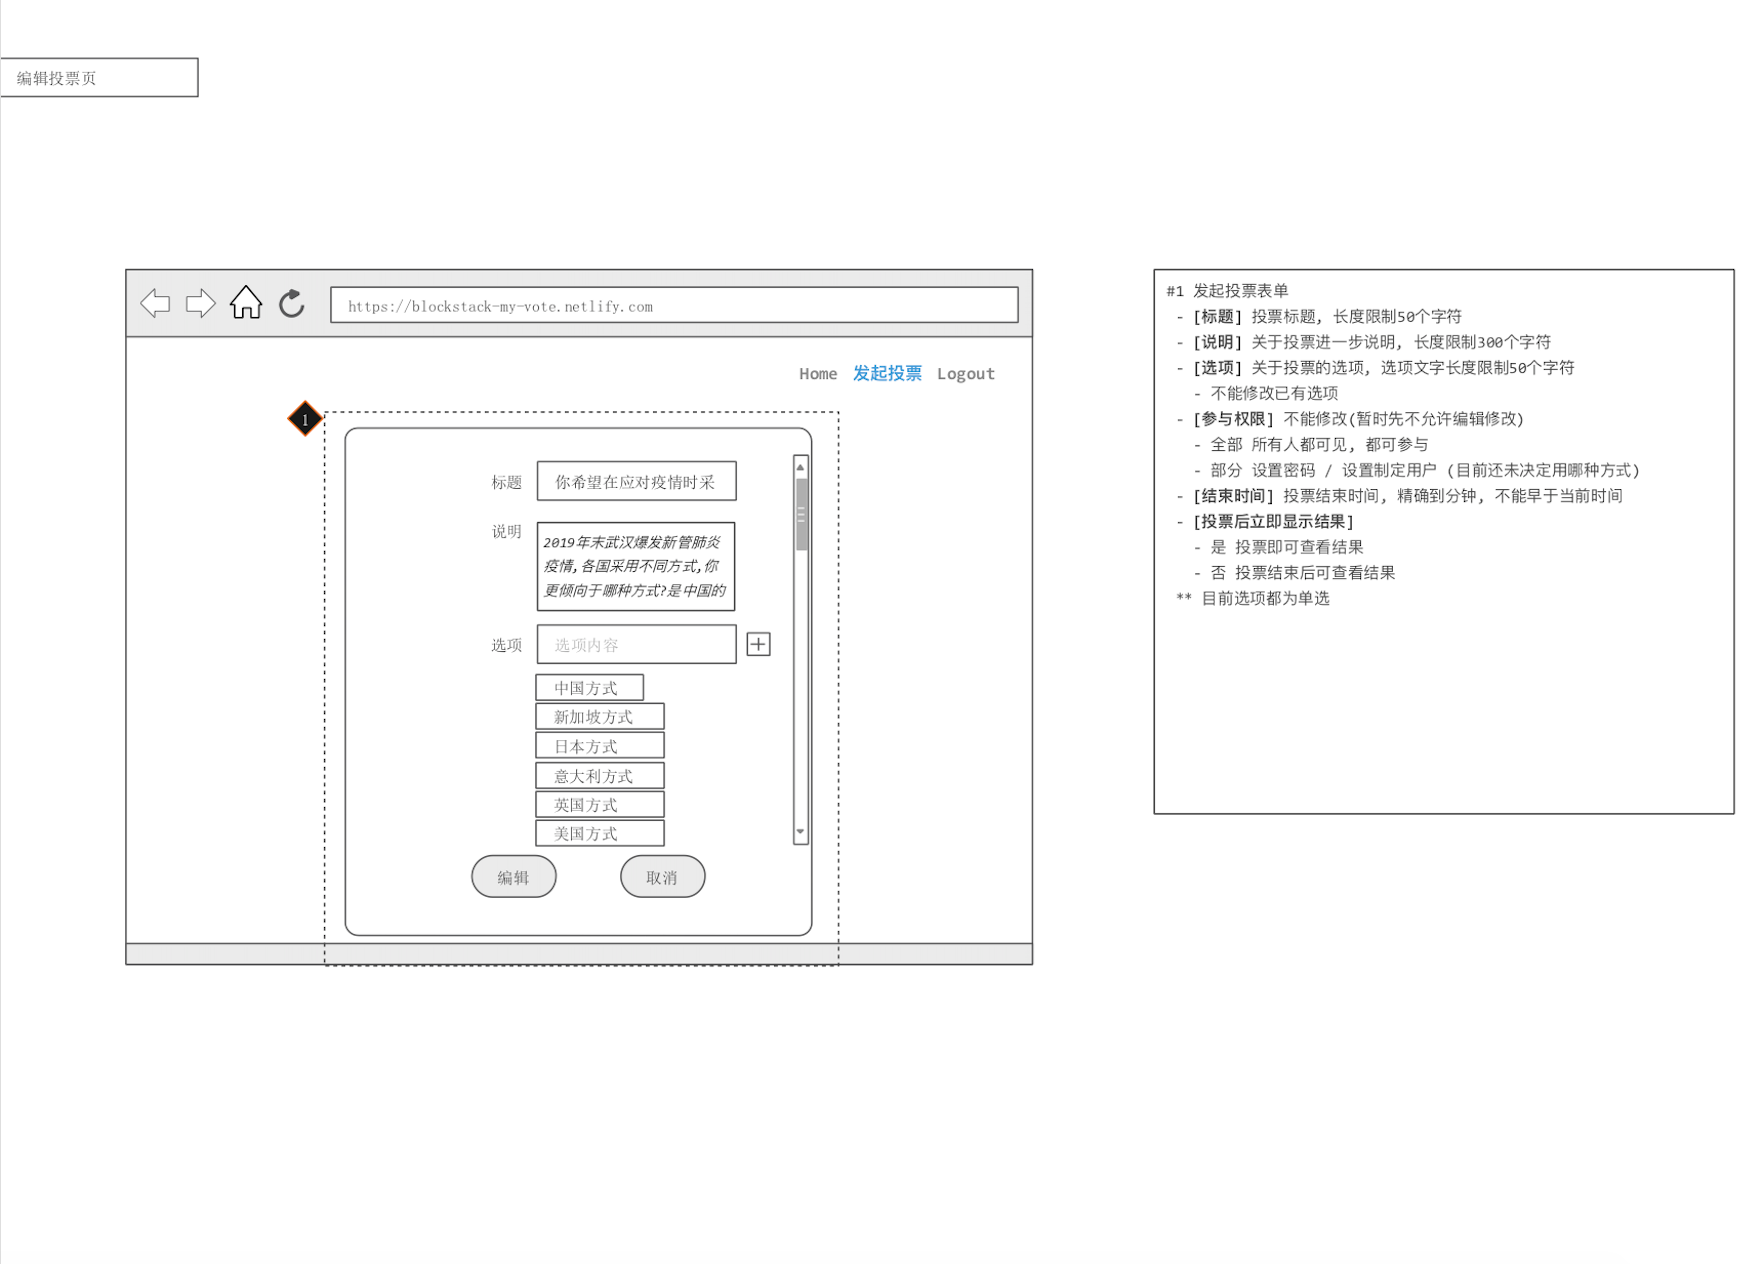 编辑投票页
https://blockstack-my-vote.netlify.com
Home 发起投票 Logout
1
标题 你希望在应对疫情时采
说明
2019年末武汉爆发新管肺炎
疫情,各国采用不同方式,你
更倾向于哪种方式?是中国的
选项 选项内容
中国方式
新加坡方式
日本方式
意大利方式
英国方式
美国方式
编辑 取消
#1 发起投票表单
- [标题] 投票标题, 长度限制50个字符
- [说明] 关于投票进一步说明, 长度限制300个字符
- [选项] 关于投票的选项, 选项文字长度限制50个字符
- 不能修改已有选项
- [参与权限] 不能修改(暂时先不允许编辑修改)
- 全部 所有人都可见, 都可参与
- 部分 设置密码 / 设置制定用户 (目前还未决定用哪种方式)
- [结束时间] 投票结束时间, 精确到分钟, 不能早于当前时间
- [投票后立即显示结果]
- 是 投票即可查看结果
- 否 投票结束后可查看结果
** 目前选项都为单选